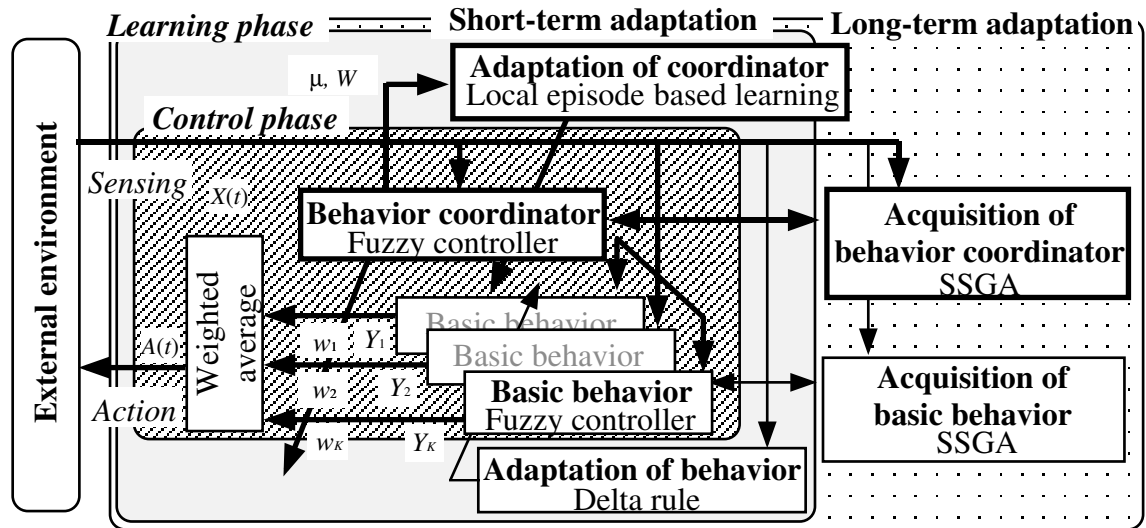 Learning phase
Short-term adaptation
Long-term adaptation
μ, W
Adaptation of coordinator
Local episode based learning
Control phase
External environment
Sensing
X(t)
Behavior coordinator
Fuzzy controller
Acquisition of
behavior coordinator
SSGA
Weighted
average
w1
Y1
Basic behavior
A(t)
Basic behavior
w2
Y2
Basic behavior
Fuzzy controller
Action
wK
YK
Acquisition of
basic behavior
SSGA
Adaptation of behavior
Delta rule